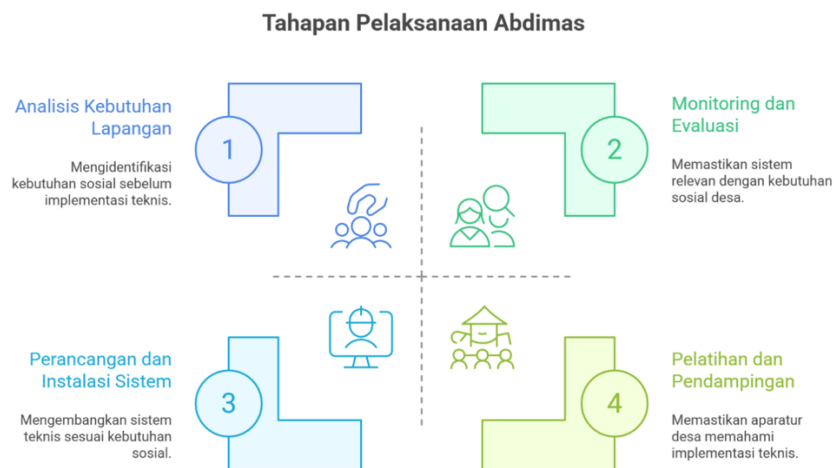 Tahapan Pelaksanaan Abdimas
Analisis Kebutuhan
Lapangan
1
Mengidentifikasi
kebutuhan sosial sebelum
implementasi teknis.
2
Monitoring dan
Evaluasi
Memastikan sistem
relevan dengan kebutuhan
sosial desa.
Perancangan dan
Instalasi Sistem
3
Mengembangkan sistem
teknis sesuai kebutuhan
sosial.
4
Pelatihan dan
Pendampingan
Memastikan aparatur
desa memahami
implementasi teknis.